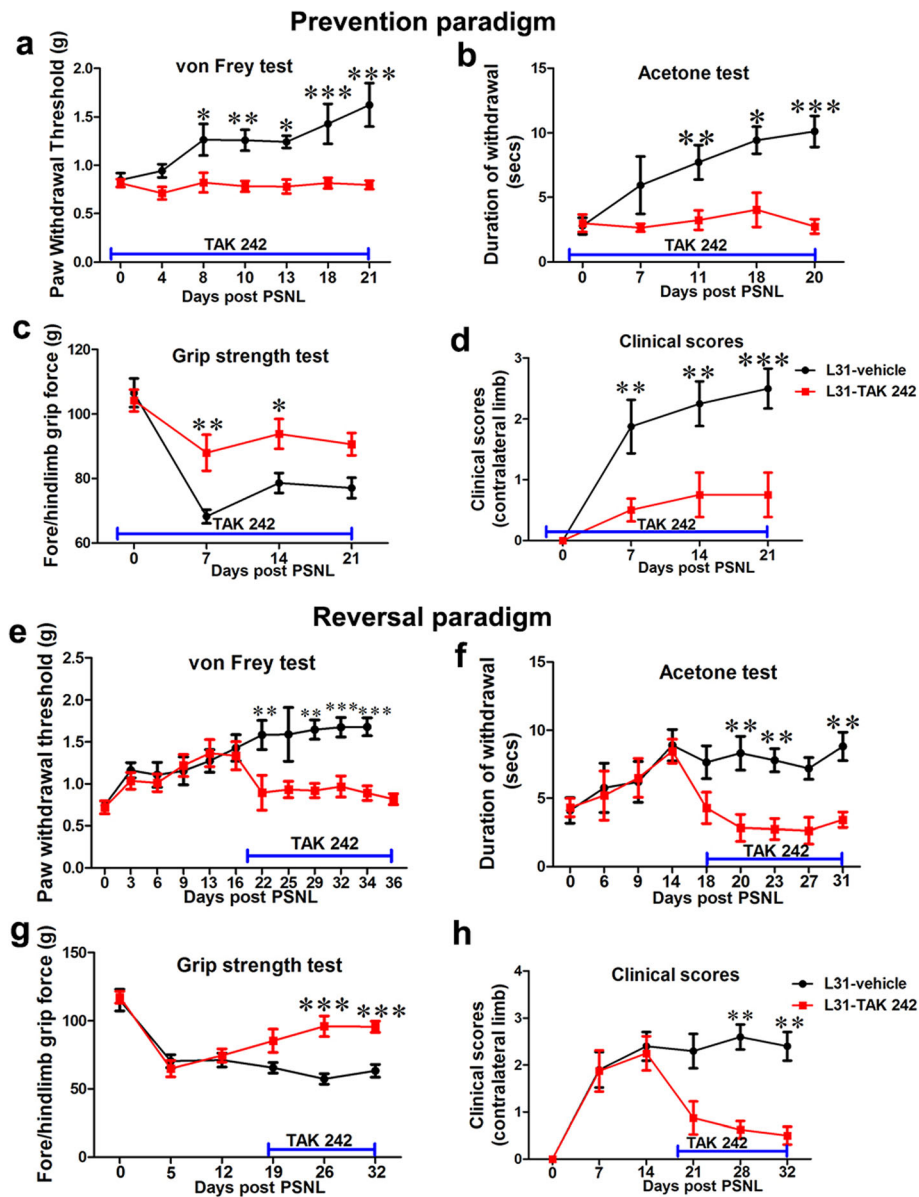 Prevention paradigm
a
von Frey test
Paw Withdrawal Threshold (g)
2.0
1.5
1.0
0.5
0.0
*
**
*
***
***
TAK 242
0 4 8 10 13 18 21
Days post PSNL
b
Acetone test
Duration of withdrawal
(secs)
15
10
5
0
**
*
***
TAK 242
0 7 11 18 20
Days post PSNL
c
Grip strength test
Fore/hindlimb grip force (g)
120
100
80
60
**
*
TAK 242
0 7 14 21
Days post PSNL
d
Clinical scores
Clinical scores
(contralateral limb)
3
2
1
0
**
**
***
L31-vehicle
L31-TAK 242
TAK 242
0 7 14 21
Days post PSNL
Reversal paradigm
e
von Frey test
Paw withdrawal threshold (g)
2.5
2.0
1.5
1.0
0.5
0.0
**
**
***
***
TAK 242
0 3 6 9 13 16 22 25 29 32 34 36
Days post PSNL
f
Acetone test
Duration of withdrawal
(secs)
15
10
5
0
**
**
**
TAK 242
0 6 9 14 18 20 23 27 31
Days post PSNL
g
Grip strength test
Fore/hindlimb grip force (g)
150
100
50
0
***
***
TAK 242
0 5 12 19 26 32
Days post PSNL
h
Clinical scores
Clinical scores
(contralateral limb)
4
3
2
1
0
**
**
L31-vehicle
L31-TAK 242
TAK 242
0 7 14 21 28 32
Days post PSNL